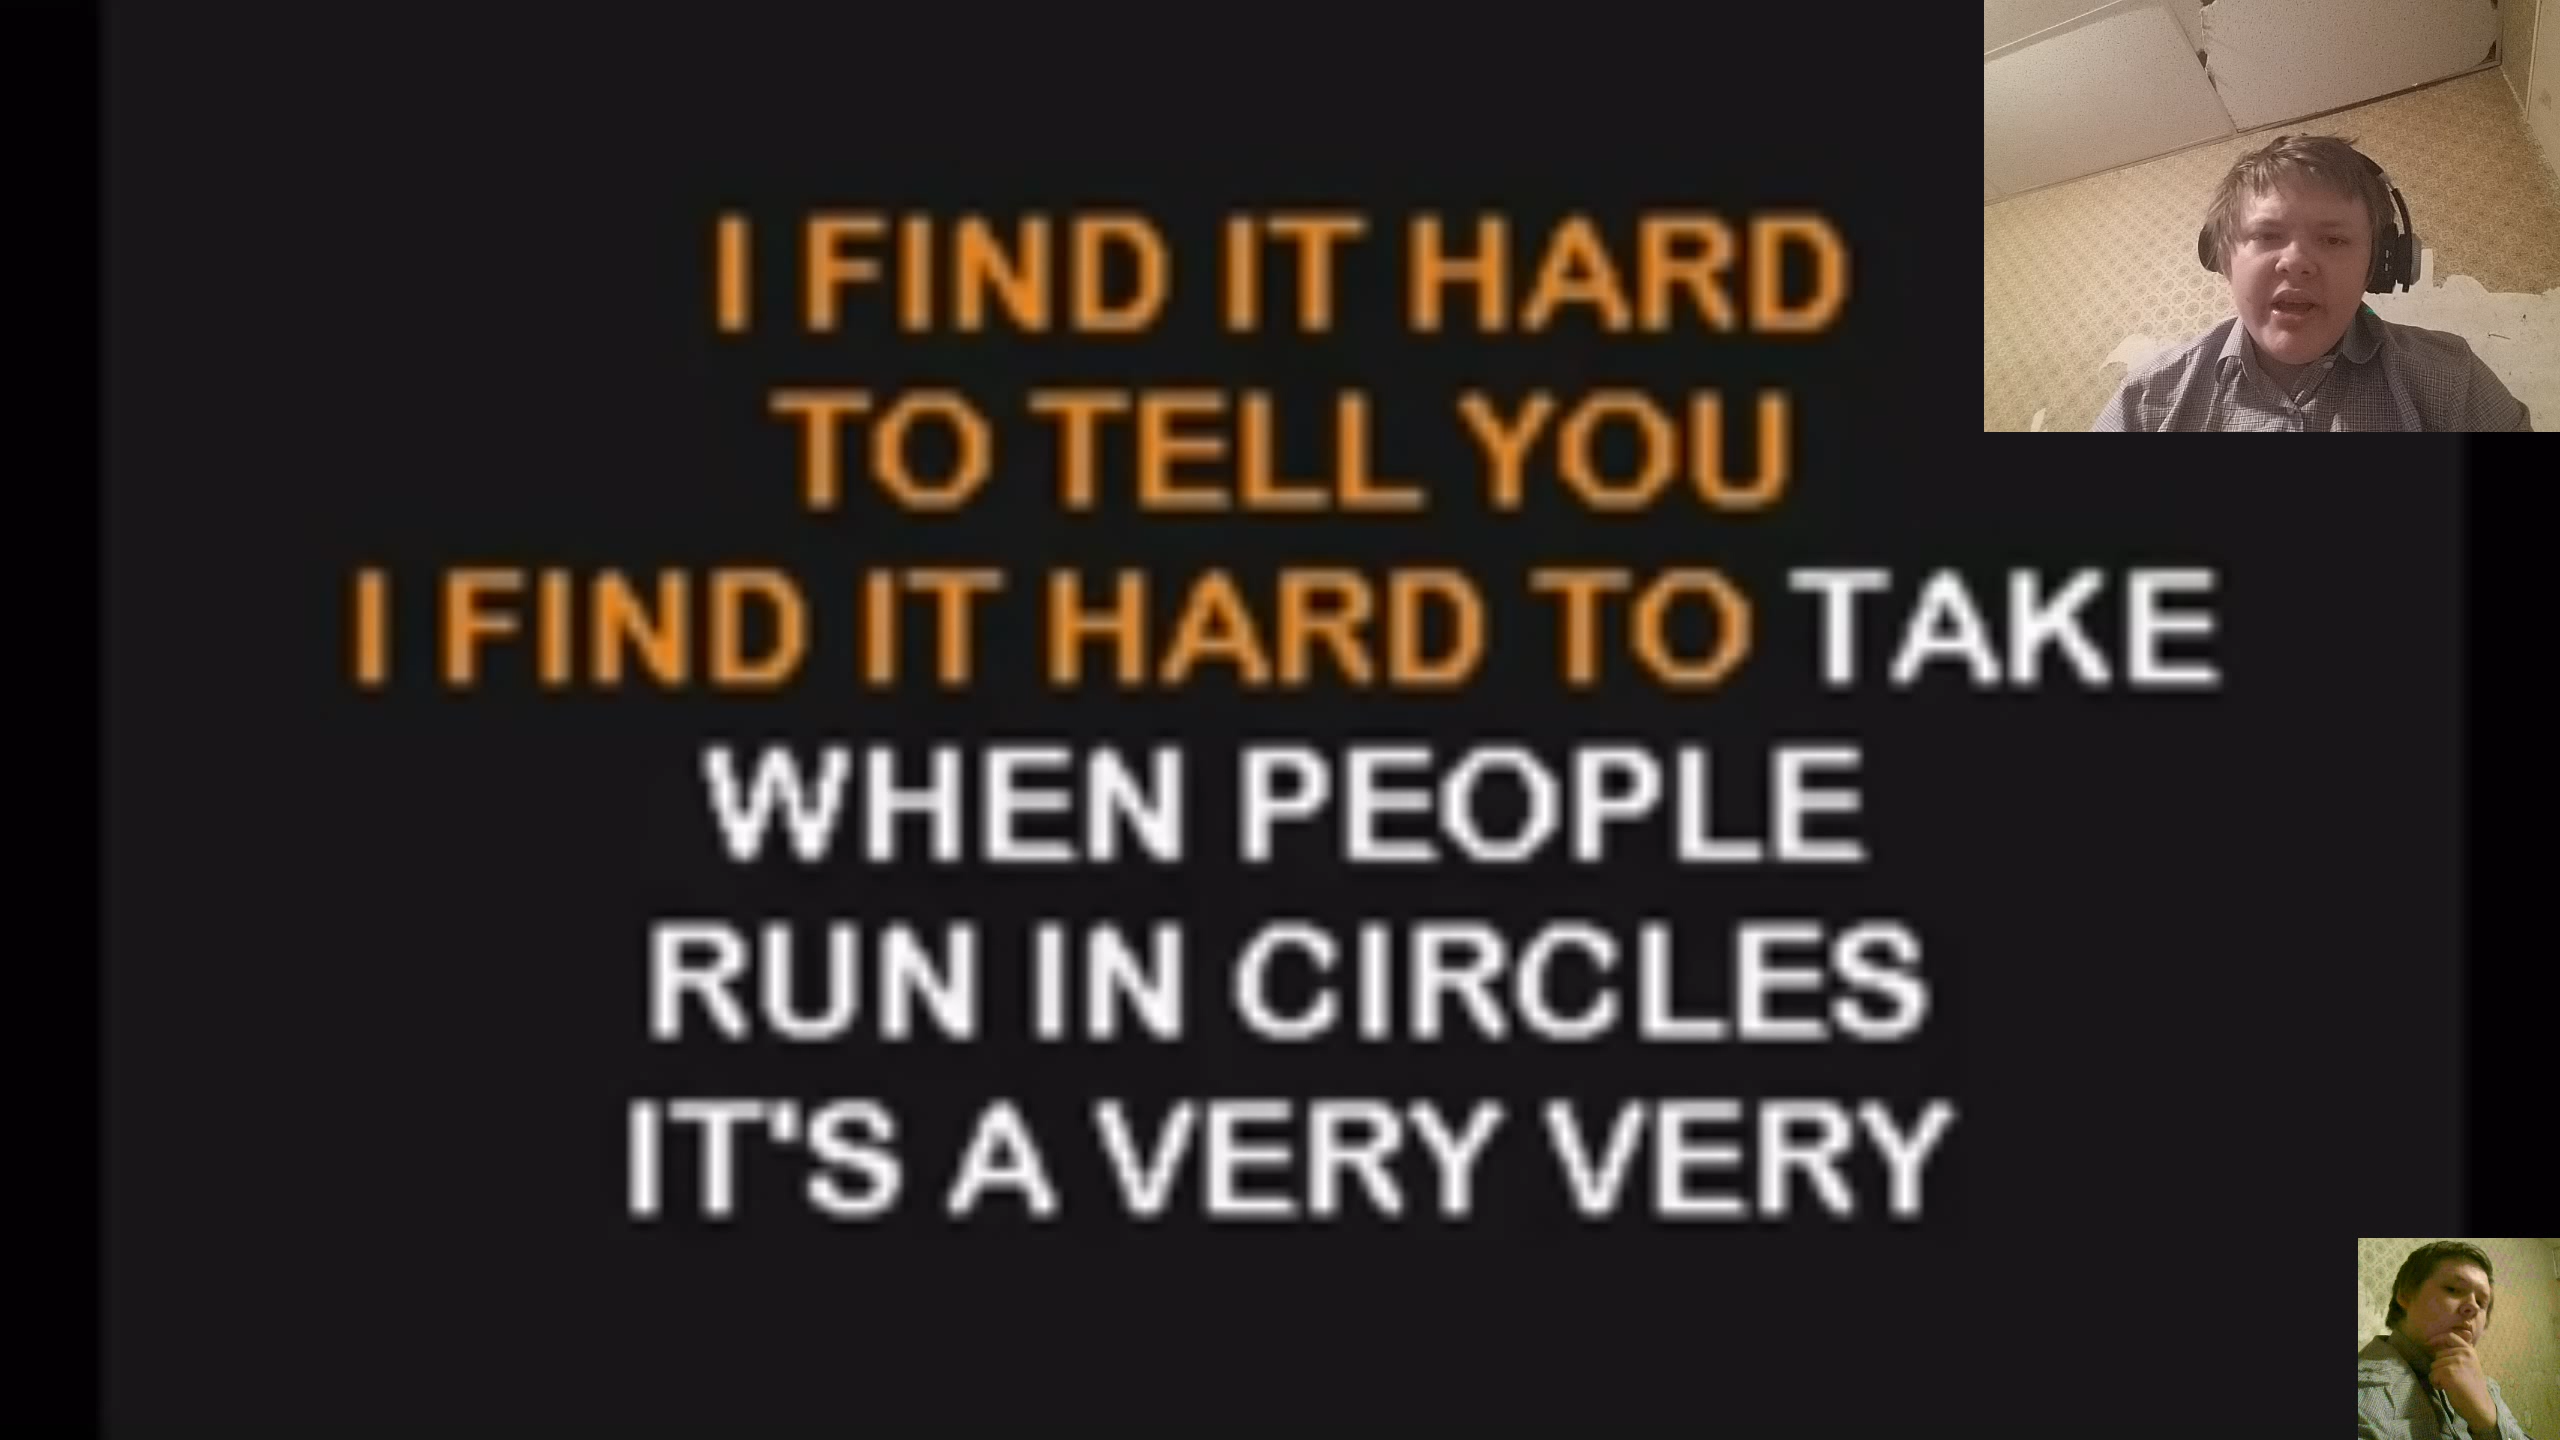 I FIND IT HARD
TO TELL YOU
I FIND IT HARD TO TAKE
WHEN PEOPLE
RUN IN CIRCLES
IT'S A VERY VERY